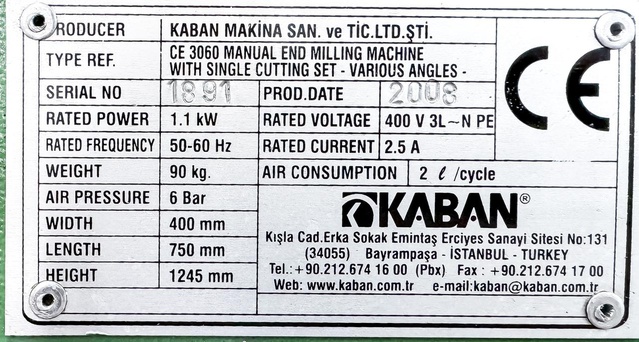 PRODUCER KABAN MAKİNA SAN. ve TİC.LTD.ŞTİ.
TYPE REF. CE 3060 MANUAL END MILLING MACHINE
WITH SINGLE CUTTING SET - VARIOUS ANGLES -
SERIAL NO 1891 PROD.DATE 2008
RATED POWER 1.1 kW RATED VOLTAGE 400 V 3L~N PE
RATED FREQUENCY 50-60 Hz RATED CURRENT 2.5 A
WEIGHT 90 kg. AIR CONSUMPTION 2 ℓ /cycle
AIR PRESSURE 6 Bar
WIDTH 400 mm
LENGTH 750 mm
HEIGHT 1245 mm
CE
KABAN®
Kışla Cad.Erka Sokak Emintaş Erciyes Sanayi Sitesi No:131
(34055) Bayrampaşa - İSTANBUL - TURKEY
Tel.:+90.212.674 16 00 (Pbx) Fax : +90.212.674 17 00
Web: www.kaban.com.tr e-mail:kaban@kaban.com.tr